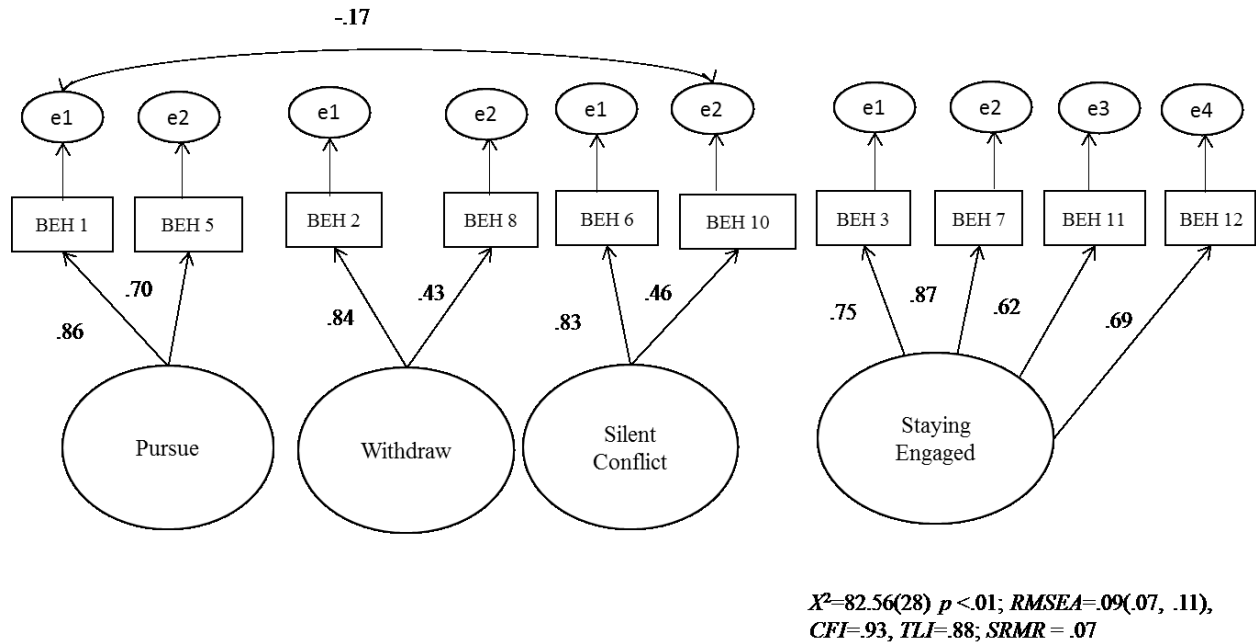 -.17
e1 e2 e1 e2 e1 e2 e1 e2 e3 e4
BEH 1 BEH 5 BEH 2 BEH 8 BEH 6 BEH 10 BEH 3 BEH 7 BEH 11 BEH 12
.86 .70 .84 .43 .83 .46 .75 .87 .62 .69
Pursue
Withdraw
Silent
Conflict
Staying
Engaged
X²=82.56(28) p <.01; RMSEA=.09(.07, .11),
CFI=.93, TLI=.88; SRMR = .07